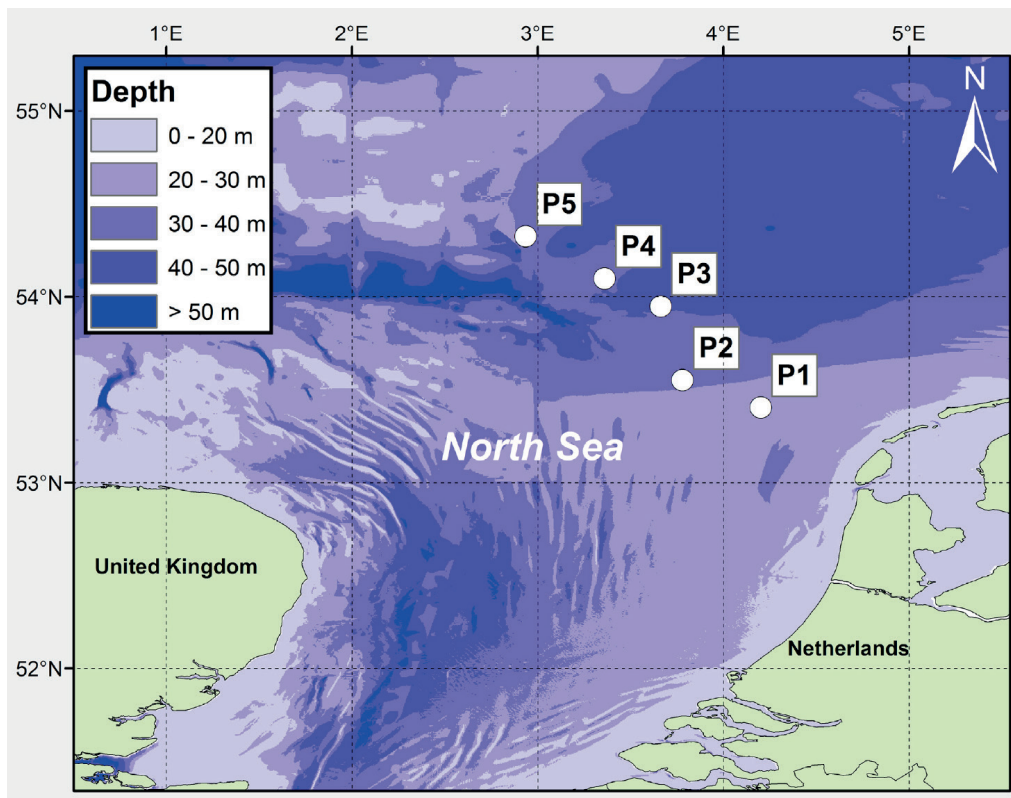 1°E 2°E 3°E 4°E 5°E
55°N
54°N
53°N
52°N
Depth
0 - 20 m
20 - 30 m
30 - 40 m
40 - 50 m
> 50 m
N
P5
P4
P3
P2
P1
North Sea
United Kingdom
Netherlands